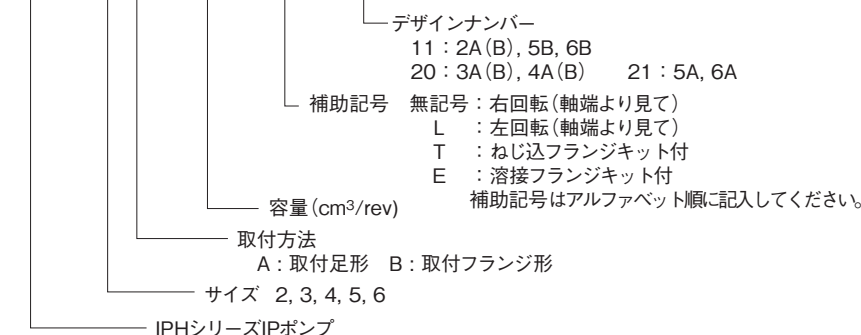 デザインナンバー
11：2A（B）, 5B, 6B
20：3A（B）, 4A（B）　21：5A, 6A
補助記号　無記号：右回転（軸端より見て）
L　：左回転（軸端より見て）
T　：ねじ込フランジキット付
E　：溶接フランジキット付
補助記号はアルファベット順に記入してください。
容量（cm³/rev)
取付方法
A：取付足形　B：取付フランジ形
サイズ　2, 3, 4, 5, 6
IPHシリーズIPポンプ